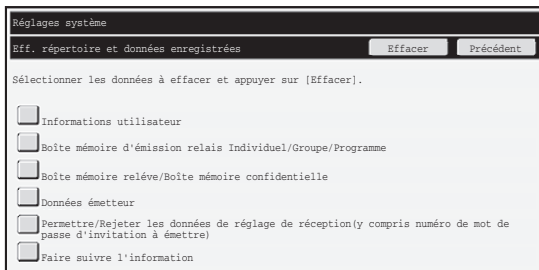 Réglages système
Eff. répertoire et données enregistrées
Effacer
Précédent
Sélectionner les données à effacer et appuyer sur [Effacer].
Informations utilisateur
Boîte mémoire d'émission relais Individuel/Groupe/Programme
Boîte mémoire reléve/Boîte mémoire confidentielle
Données émetteur
Permettre/Rejeter les données de réglage de réception(y compris numéro de mot de
passe d'invitation à émettre)
Faire suivre l'information